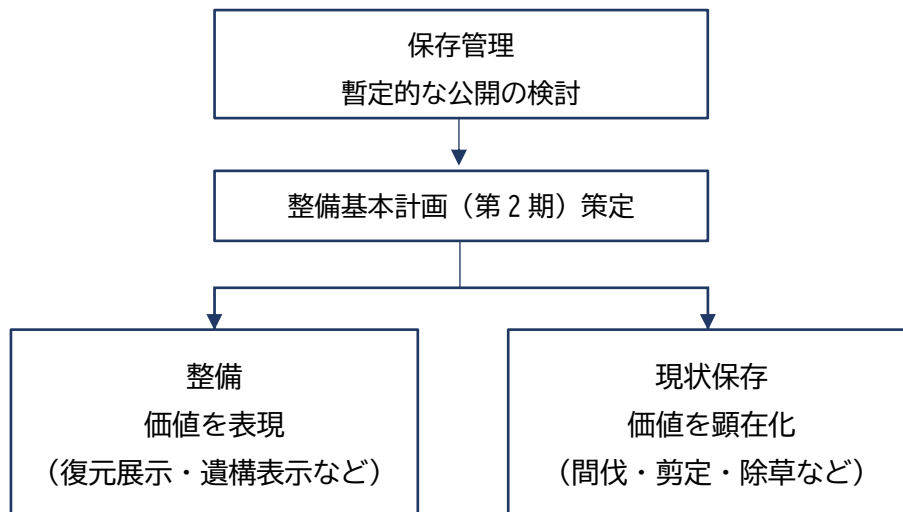 保存管理
暫定的な公開の検討
整備基本計画（第2期）策定
整備
価値を表現
（復元展示・遺構表示など）
現状保存
価値を顕在化
（間伐・剪定・除草など）